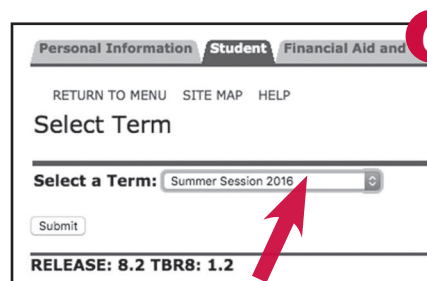 Personal Information Student Financial Aid and
RETURN TO MENU SITE MAP HELP
Select Term
Select a Term: Summer Session 2016
Submit
RELEASE: 8.2 TBR8: 1.2